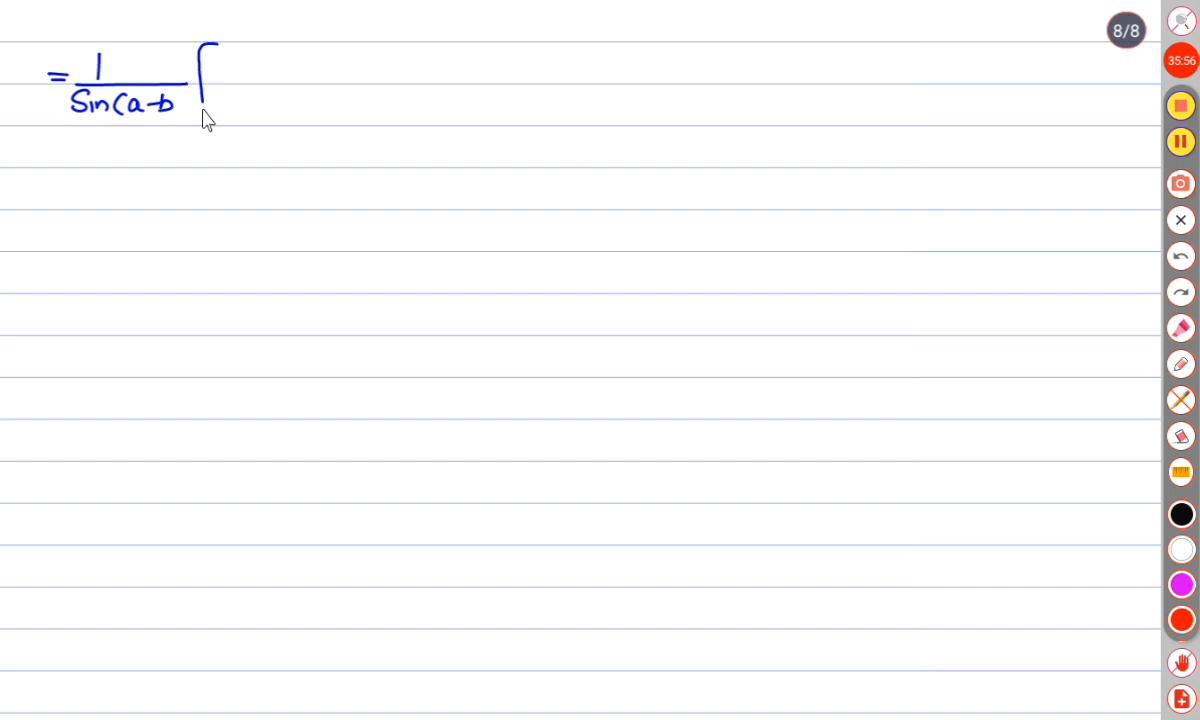 8/8
35:56
= 1/Sin(a-b [